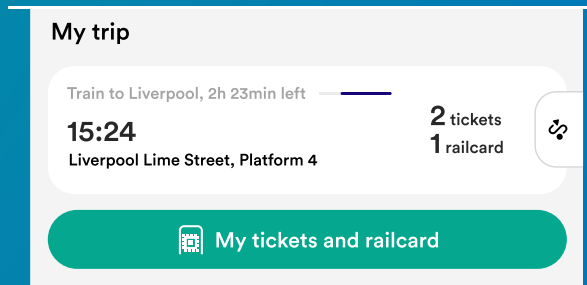 My trip
Train to Liverpool, 2h 23min left
15:24
Liverpool Lime Street, Platform 4
2 tickets
1 railcard
My tickets and railcard